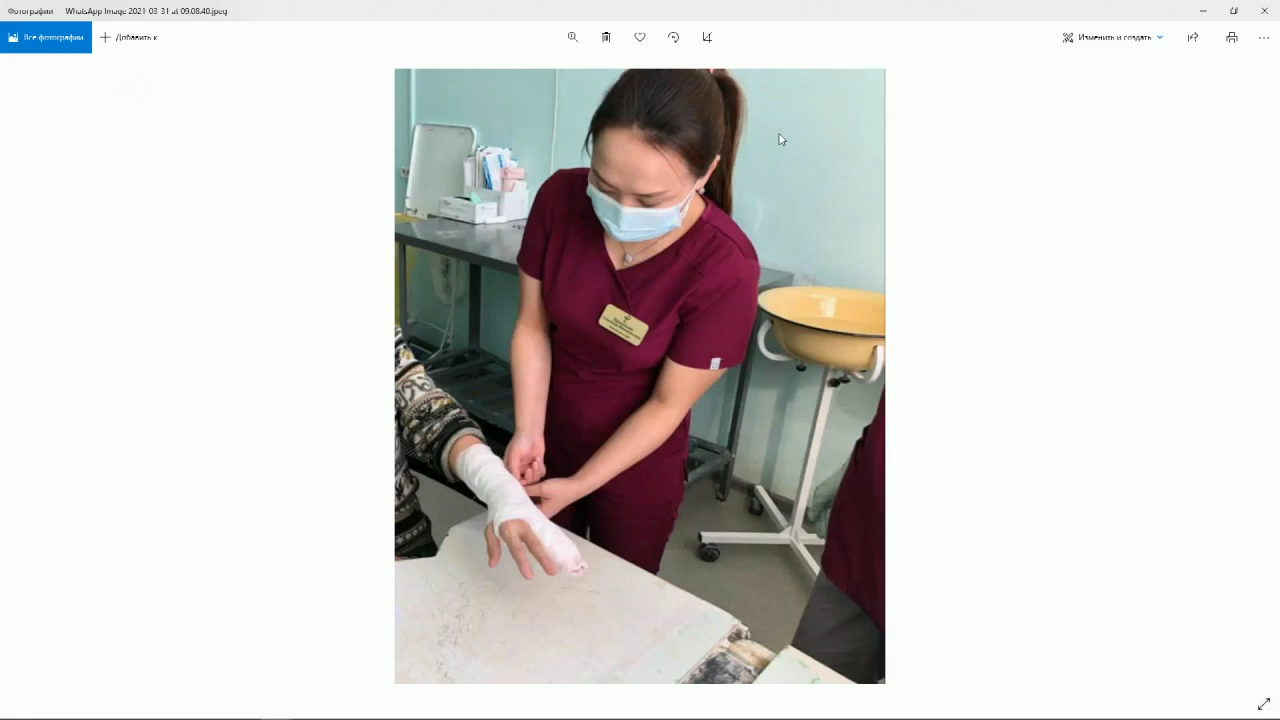 Фотографии - WhatsApp Image 2021-03-31 at 09.08.40.jpeg
Все фотографии
Добавить к
Изменить и создать